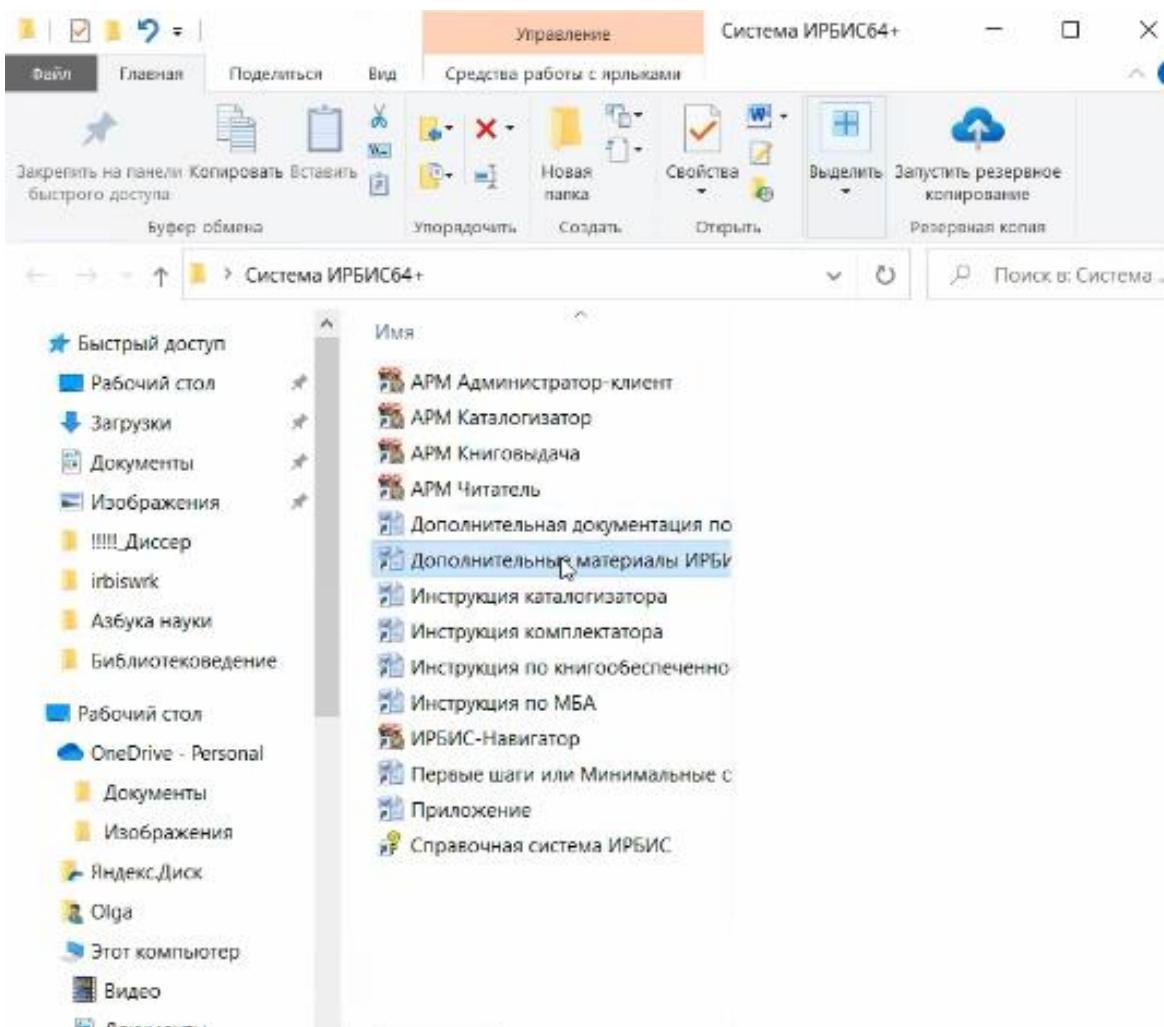 Управление
Система ИРБИС64+
Файл
Главная
Поделиться
Вид
Средства работы с ярлыками
Закрепить на панели
быстрого доступа
Копировать
Вставить
Новая
папка
Свойства
Выделить
Запустить резервное
копирование
Буфер обмена
Упорядочить
Создать
Открыть
Резервная копия
Система ИРБИС64+
Поиск в: Система ...
Имя
Быстрый доступ
Рабочий стол
Загрузки
Документы
Изображения
!!!!!_Диссер
irbiswrk
Азбука науки
Библиотековедение
Рабочий стол
OneDrive - Personal
Документы
Изображения
Яндекс.Диск
Olga
Этот компьютер
Видео
Документы
АРМ Администратор-клиент
АРМ Каталогизатор
АРМ Книговыдача
АРМ Читатель
Дополнительная документация по
Дополнительные материалы ИРБИ
Инструкция каталогизатора
Инструкция комплектатора
Инструкция по книгообеспеченно
Инструкция по МБА
ИРБИС-Навигатор
Первые шаги или Минимальные с
Приложение
Справочная система ИРБИС